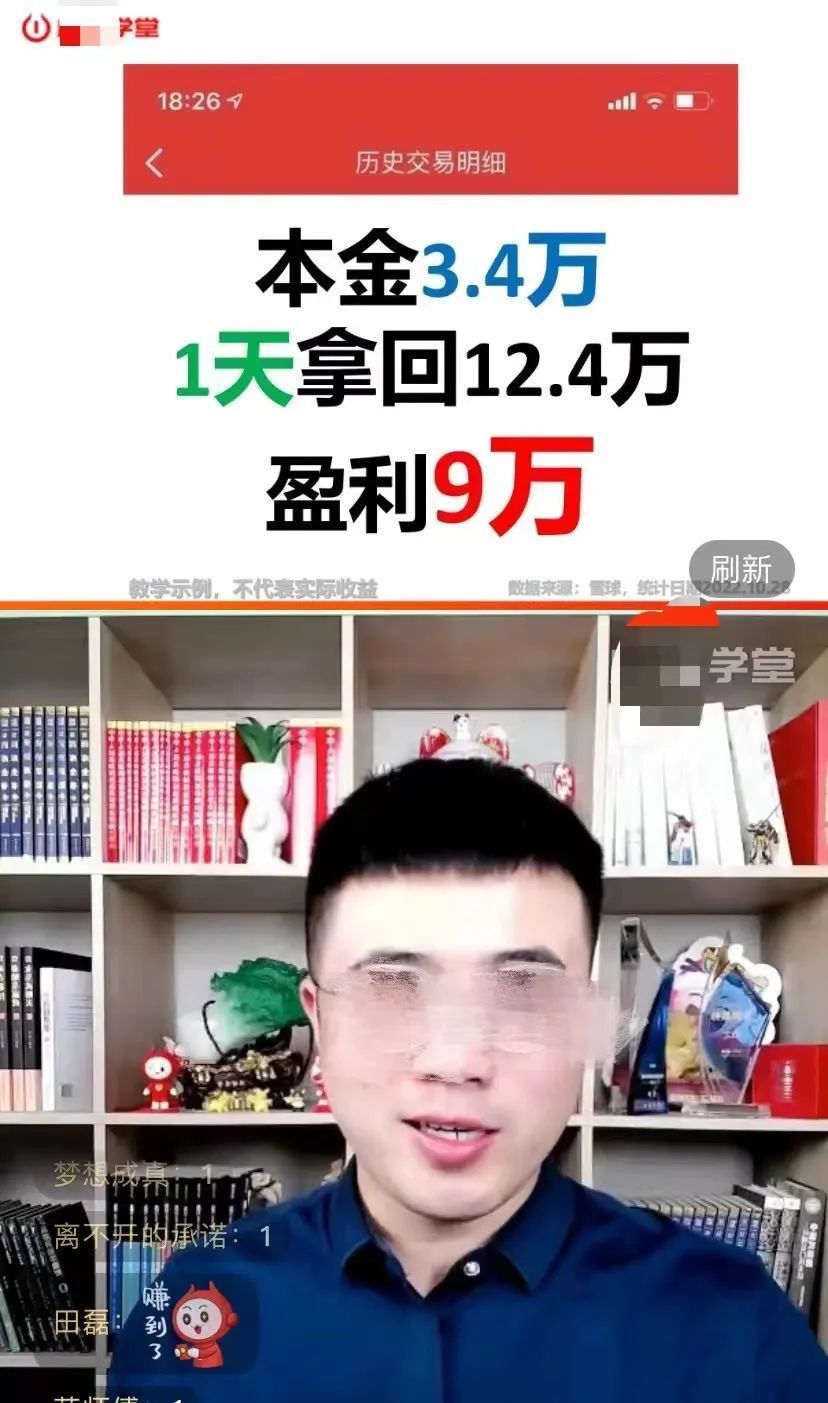 学堂
18:26
历史交易明细
本金3.4万
1天拿回12.4万
盈利9万
刷新
教学示例，不代表实际收益
数据来源：雪球，统计日期2022.10.28
学堂
梦想成真：1
离不开的承诺：1
田磊：
赚到了